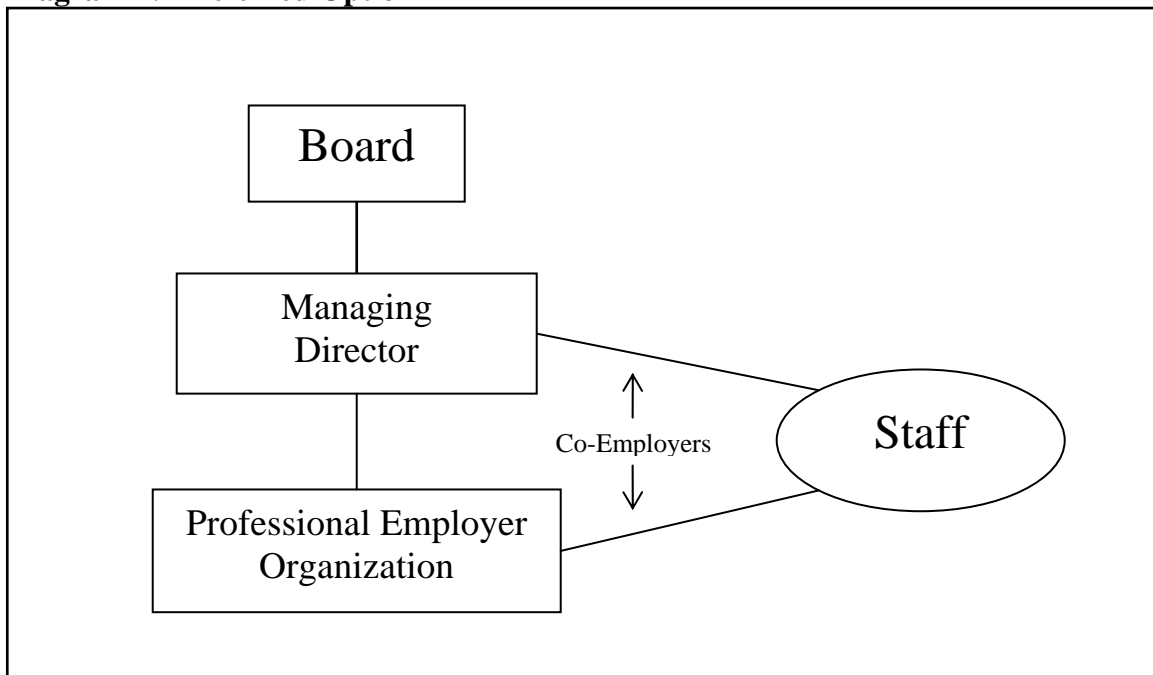 Board
Managing
Director
Co-Employers
Staff
Professional Employer
Organization